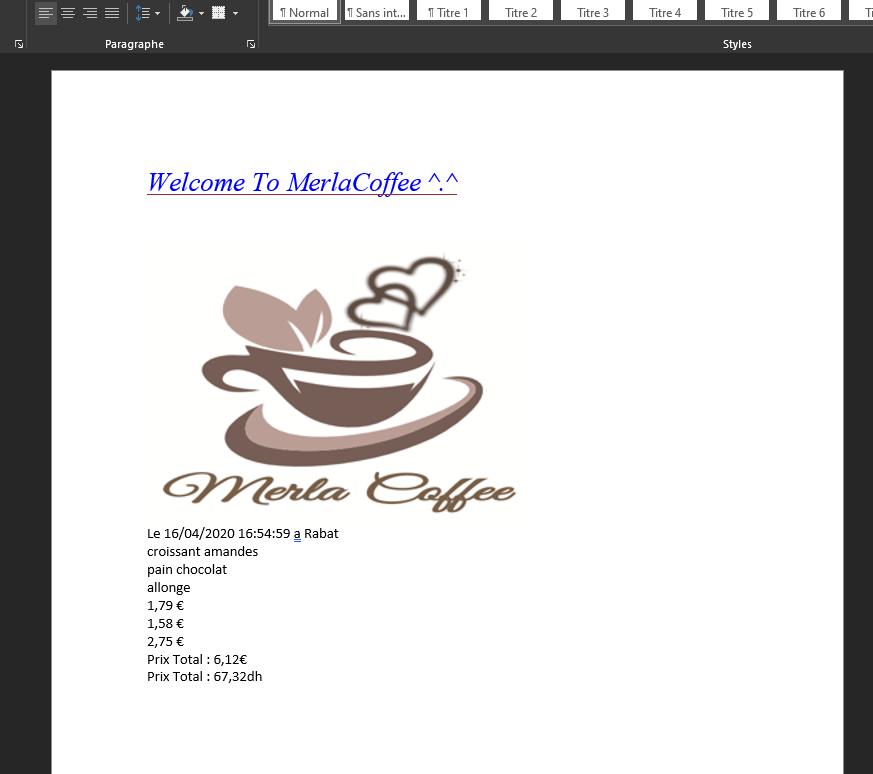 ¶ Normal
¶ Sans int...
¶ Titre 1
Titre 2
Titre 3
Titre 4
Titre 5
Titre 6
Paragraphe
Styles
Welcome To MerlaCoffee ^.^
Merla Coffee
Le 16/04/2020 16:54:59 a Rabat
croissant amandes
pain chocolat
allonge
1,79 €
1,58 €
2,75 €
Prix Total : 6,12€
Prix Total : 67,32dh